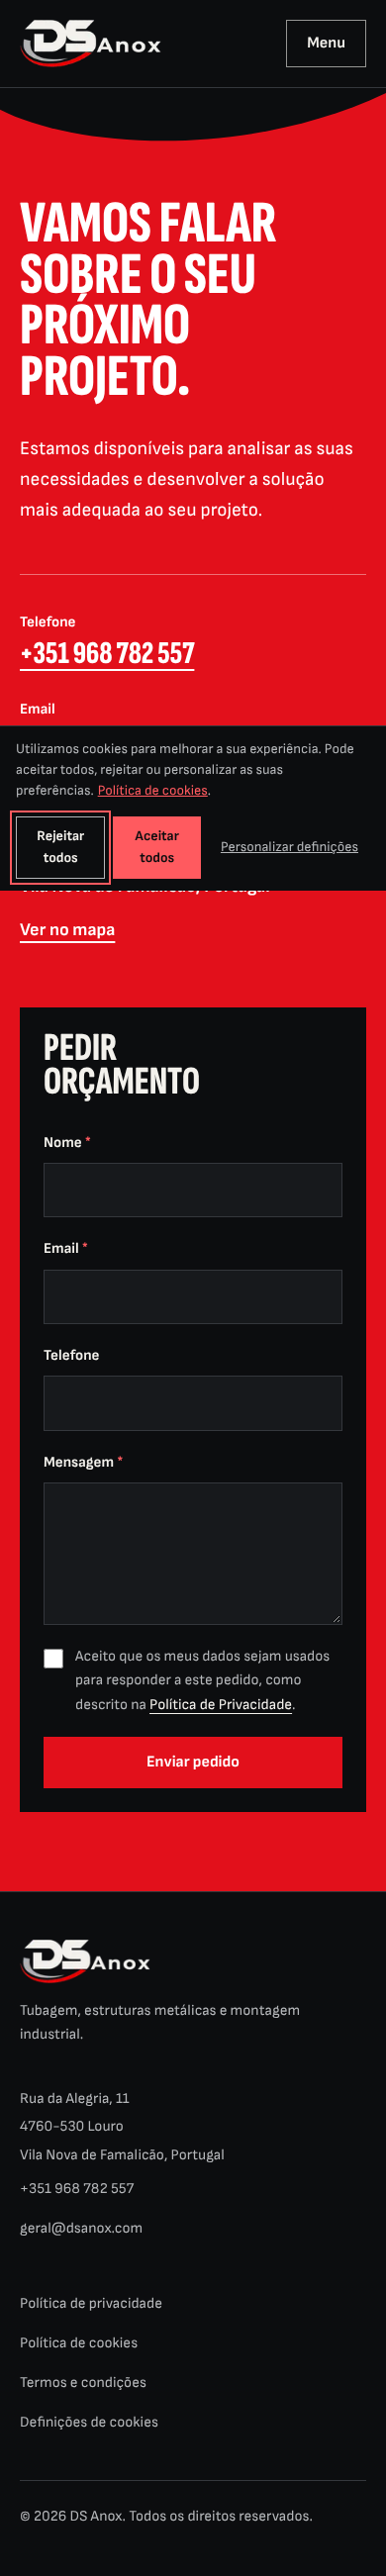 DS Anox
Menu
VAMOS FALAR
SOBRE O SEU
PRÓXIMO
PROJETO.
Estamos disponíveis para analisar as suas
necessidades e desenvolver a solução
mais adequada ao seu projeto.
Telefone
+351 968 782 557
Email
Utilizamos cookies para melhorar a sua experiência. Pode
aceitar todos, rejeitar ou personalizar as suas
preferências. Política de cookies.
Rejeitar
todos
Aceitar
todos
Personalizar definições
Ver no mapa
PEDIR
ORÇAMENTO
Nome *
Email *
Telefone
Mensagem *
Aceito que os meus dados sejam usados
para responder a este pedido, como
descrito na Política de Privacidade.
Enviar pedido
DS Anox
Tubagem, estruturas metálicas e montagem
industrial.
Rua da Alegria, 11
4760-530 Louro
Vila Nova de Famalicão, Portugal
+351 968 782 557
geral@dsanox.com
Política de privacidade
Política de cookies
Termos e condições
Definições de cookies
© 2026 DS Anox. Todos os direitos reservados.